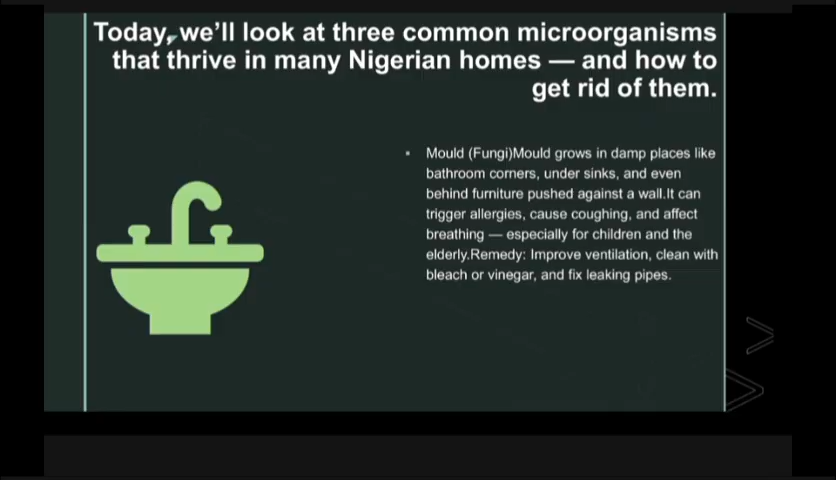 Today, we’ll look at three common microorganisms
that thrive in many Nigerian homes — and how to
get rid of them.
▪ Mould (Fungi)Mould grows in damp places like
bathroom corners, under sinks, and even
behind furniture pushed against a wall.It can
trigger allergies, cause coughing, and affect
breathing — especially for children and the
elderly.Remedy: Improve ventilation, clean with
bleach or vinegar, and fix leaking pipes.